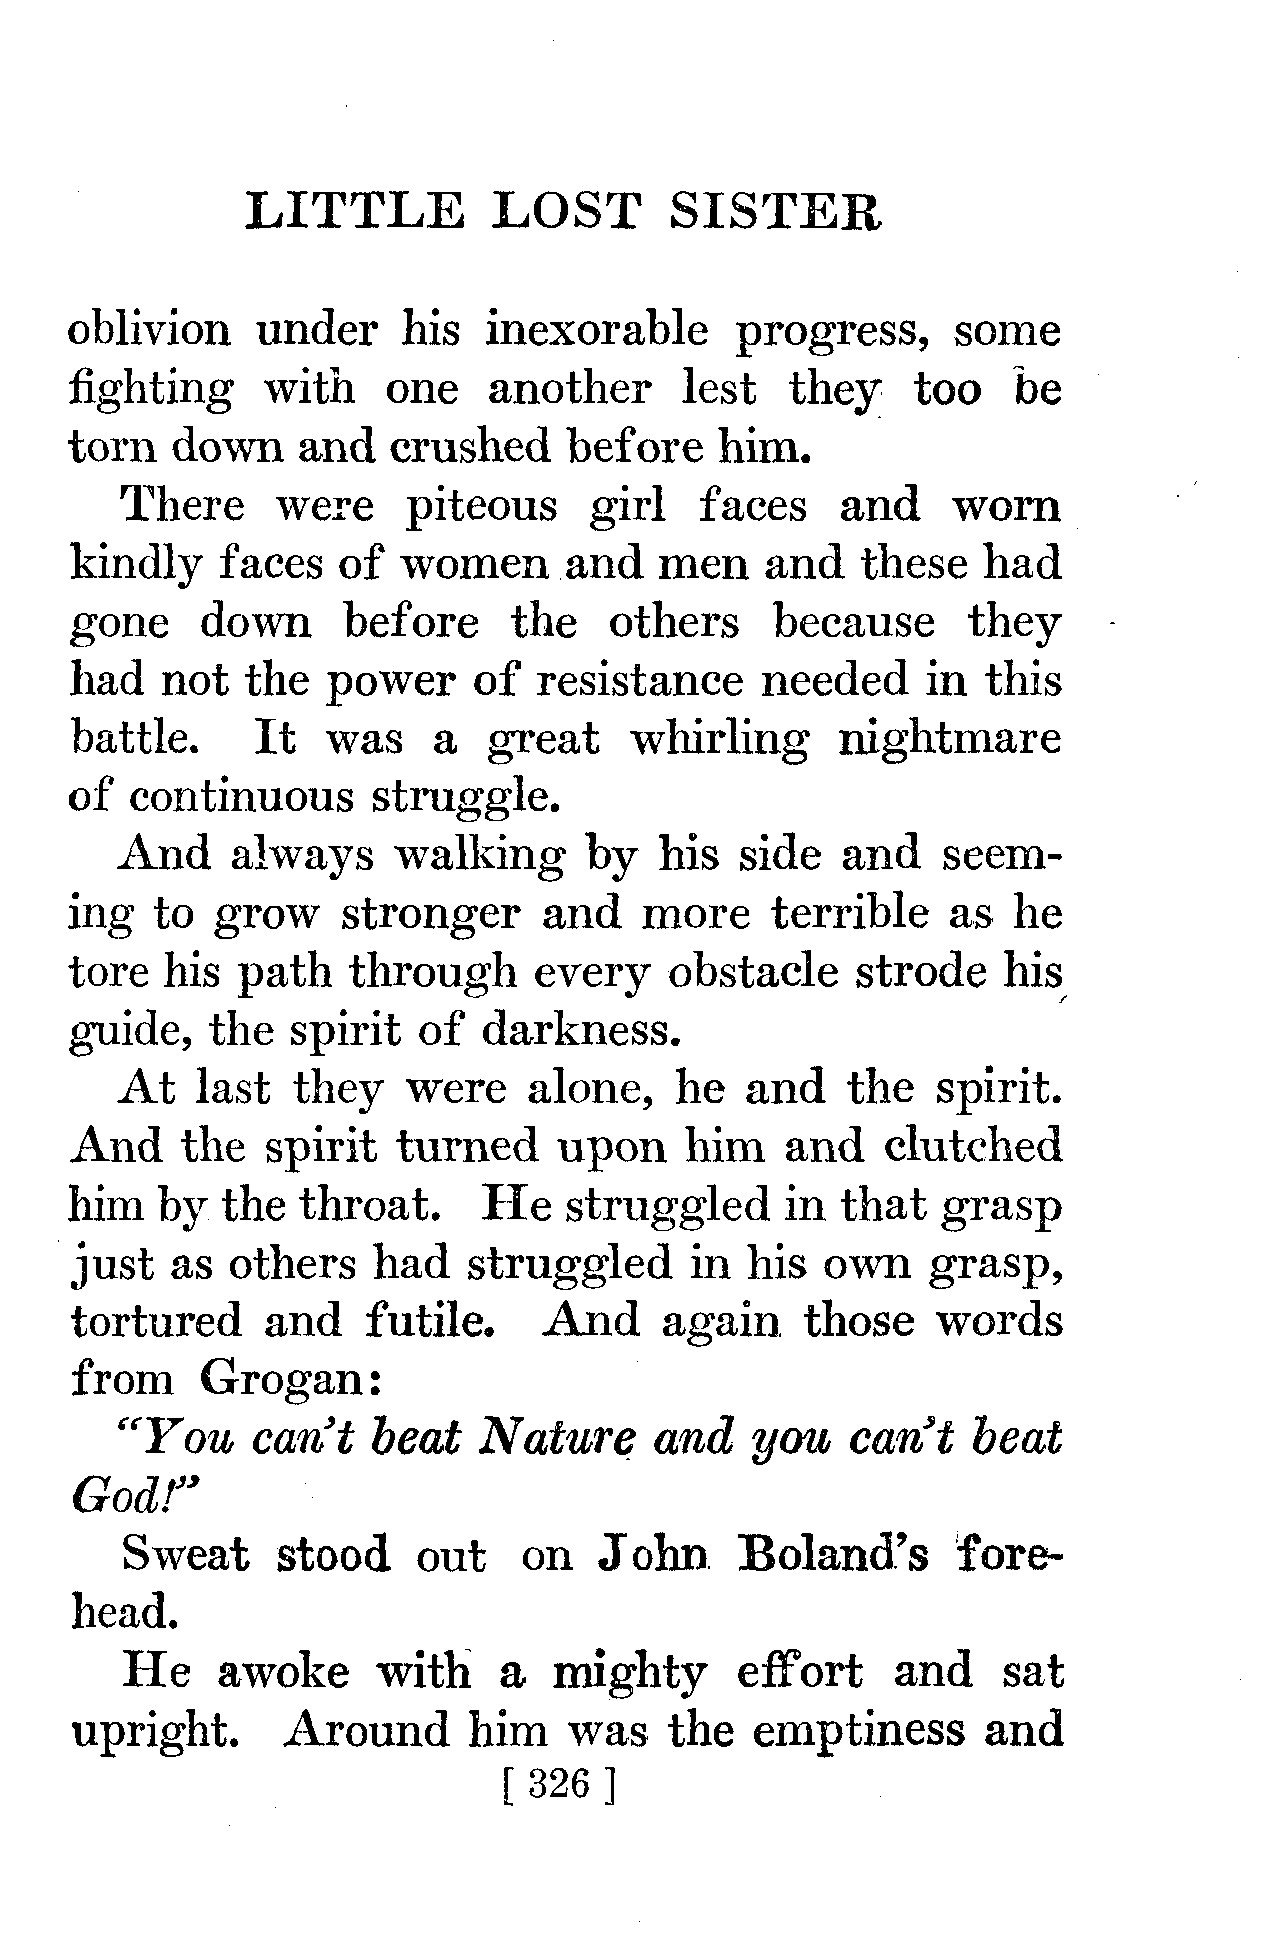 LITTLE LOST SISTER
oblivion under his inexorable progress, some
fighting with one another lest they too be
torn down and crushed before him.
There were piteous girl faces and worn
kindly faces of women and men and these had
gone down before the others because they
had not the power of resistance needed in this
battle. It was a great whirling nightmare
of continuous struggle.
And always walking by his side and seem-
ing to grow stronger and more terrible as he
tore his path through every obstacle strode his
guide, the spirit of darkness.
At last they were alone, he and the spirit.
And the spirit turned upon him and clutched
him by the throat. He struggled in that grasp
just as others had struggled in his own grasp,
tortured and futile. And again those words
from Grogan:
"You can't beat Nature and you can't beat
God!"
Sweat stood out on John Boland's fore-
head.
He awoke with a mighty effort and sat
upright. Around him was the emptiness and
[ 326 ]